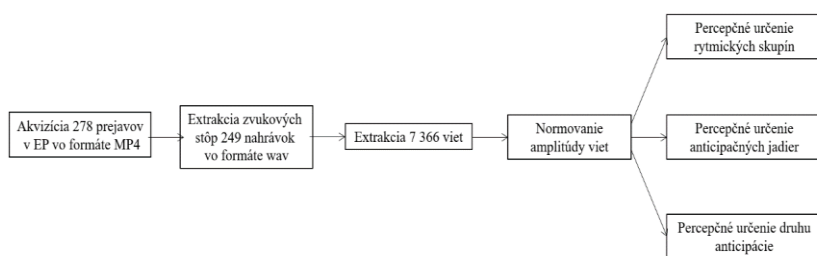 Akvizícia 278 prejavov
v EP vo formáte MP4
Extrakcia zvukových
stôp 249 nahrávok
vo formáte wav
Extrakcia 7 366 viet
Normovanie
amplitúdy viet
Percepčné určenie
rytmických skupín
Percepčné určenie
anticipačných jadier
Percepčné určenie druhu
anticipácie